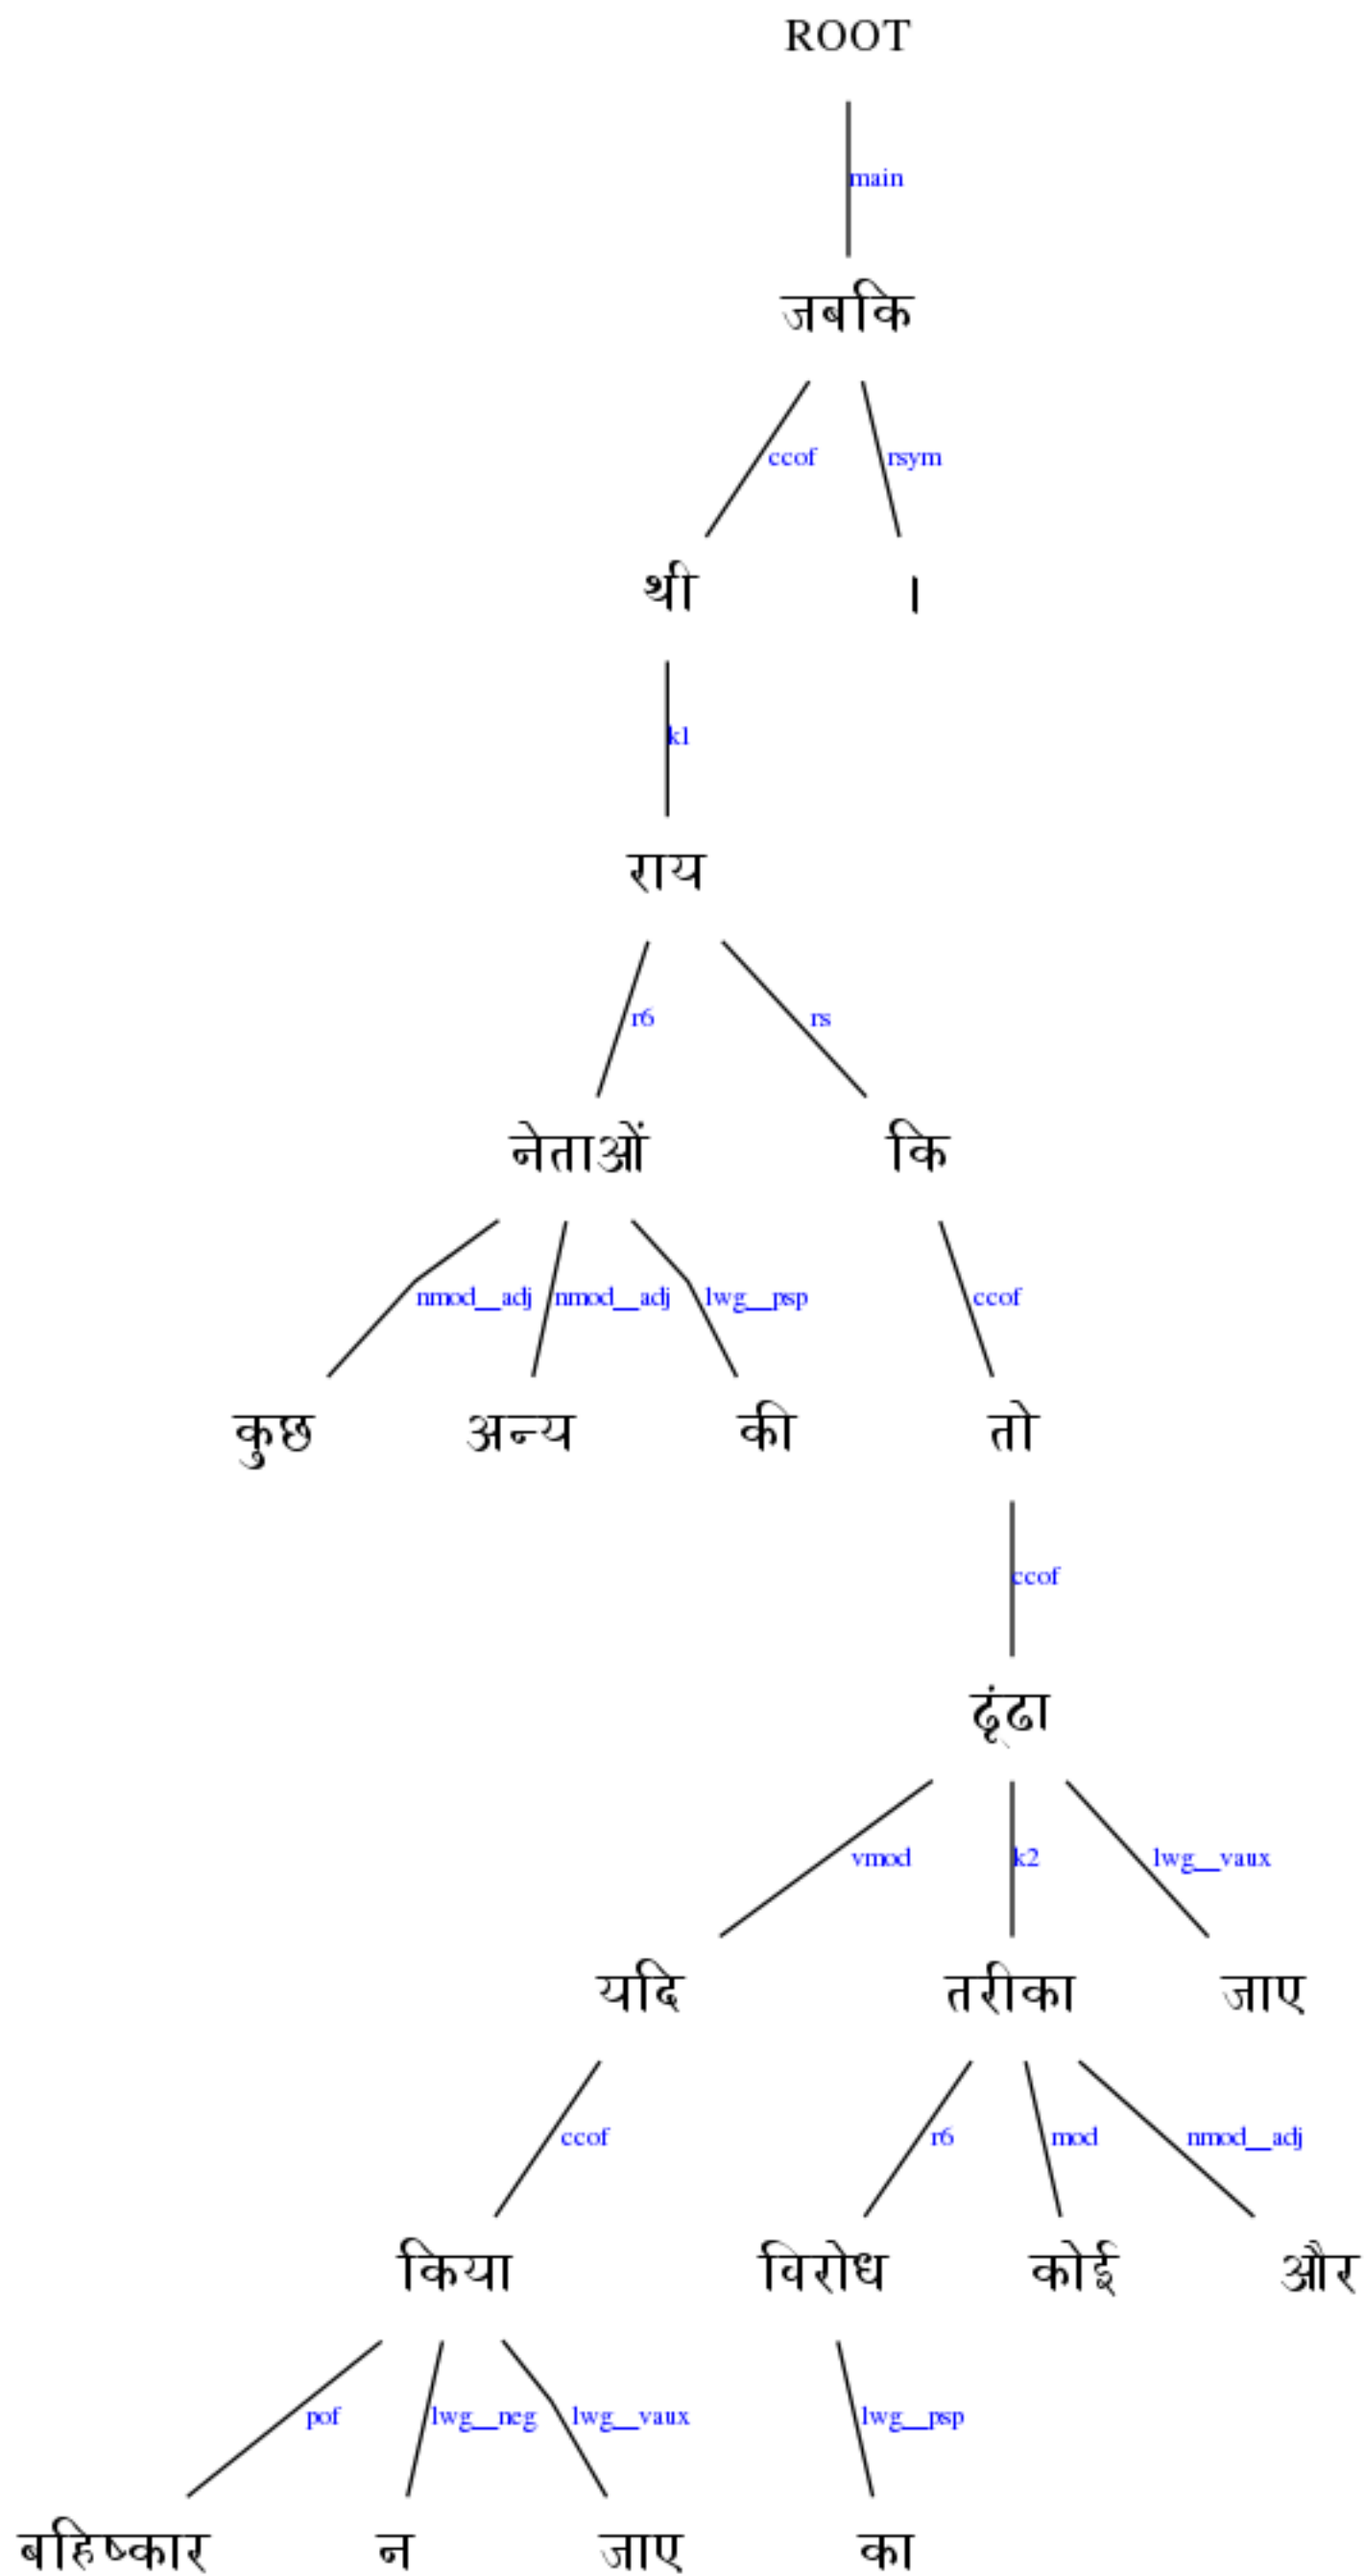 ROOT
main
जबकि
ccof rsym
थी ।
k1
राय
r6 rs
नेताओं कि
nmod__adj nmod__adj lwg__psp ccof
कुछ अन्य की तो
ccof
ढूंढा
vmod k2 lwg__vaux
यदि तरीका जाए
ccof r6 mod nmod__adj
किया विरोध कोई और
pof lwg__neg lwg__vaux lwg__psp
बहिष्कार न जाए का